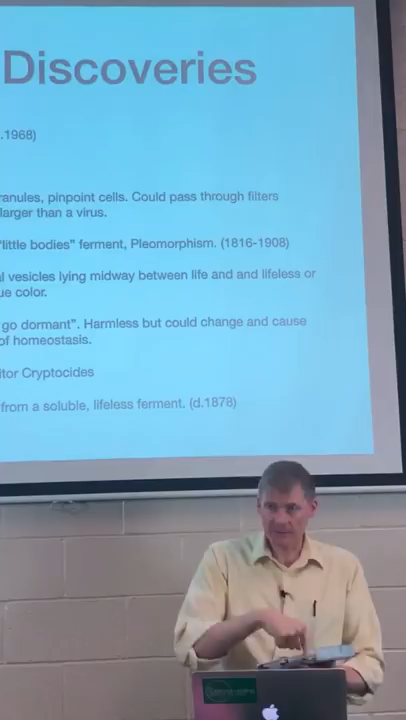 Discoveries
.1968)
ranules, pinpoint cells. Could pass through filters
larger than a virus.
"little bodies" ferment, Pleomorphism. (1816-1908)
l vesicles lying midway between life and and lifeless or
ue color.
go dormant". Harmless but could change and cause
of homeostasis.
itor Cryptocides
from a soluble, lifeless ferment. (d.1878)